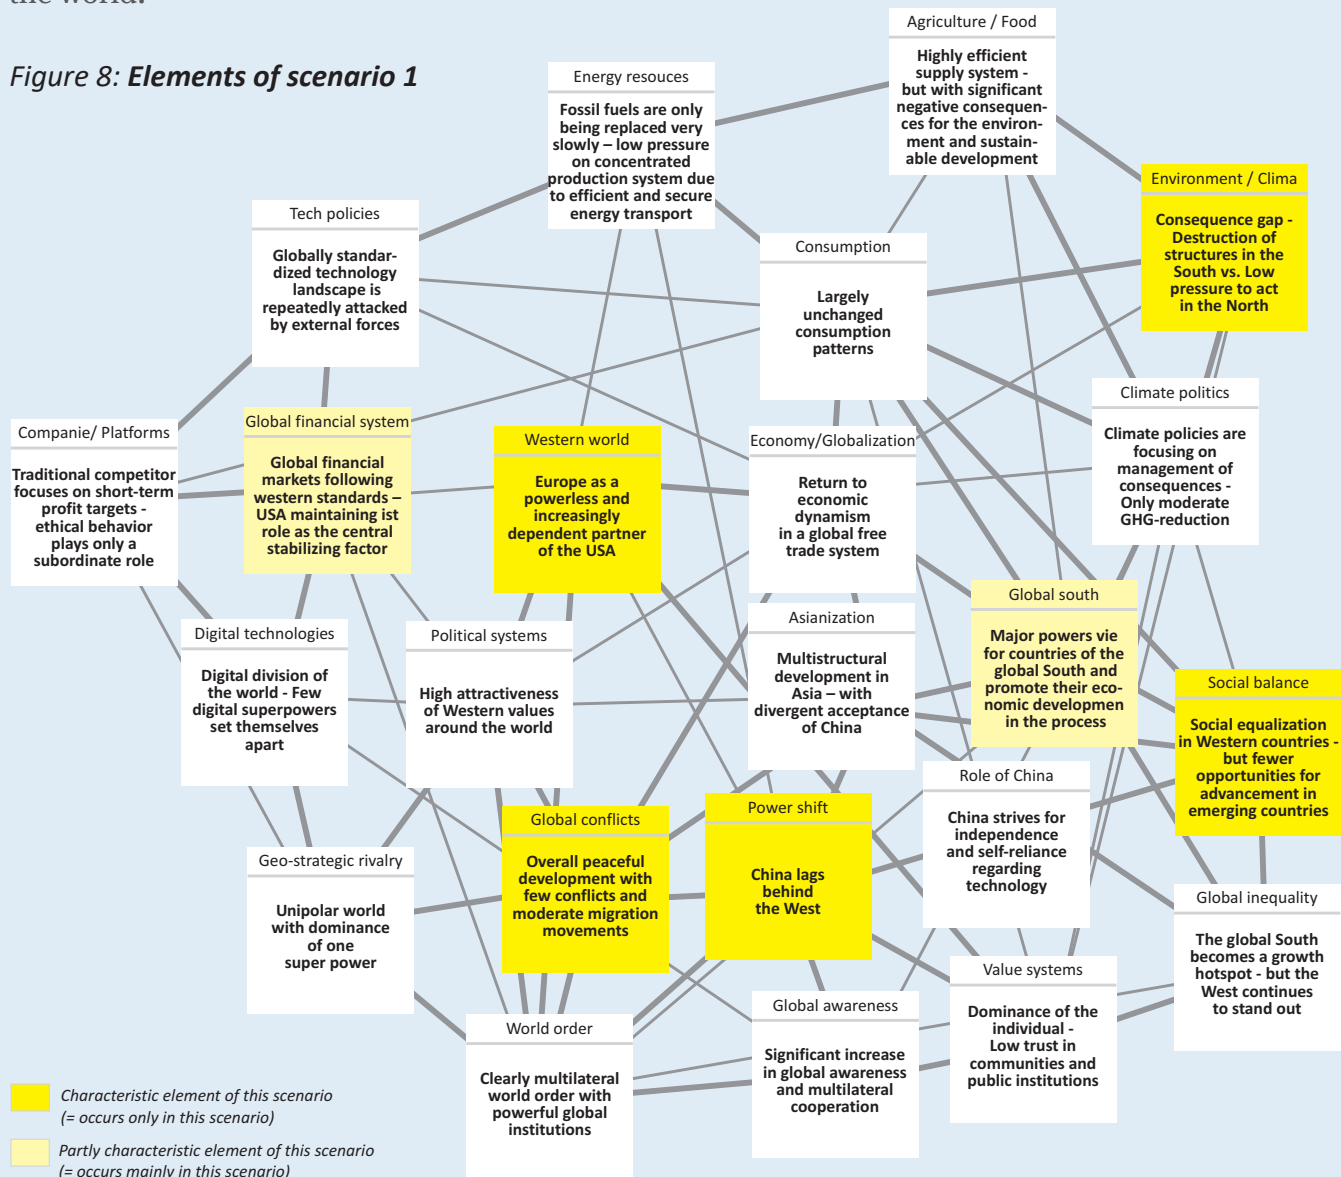 the world.
Figure 8: Elements of scenario 1
Agriculture / Food
Highly efficient
supply system -
but with significant
negative consequen-
ces for the environ-
ment and sustain-
able development
Energy resouces
Fossil fuels are only
being replaced very
slowly – low pressure
on concentrated
production system due
to efficient and secure
energy transport
Environment / Clima
Consequence gap -
Destruction of
structures in the
South vs. Low
pressure to act
in the North
Tech policies
Globally standar-
dized technology
landscape is
repeatedly attacked
by external forces
Consumption
Largely
unchanged
consumption
patterns
Climate politics
Climate policies are
focusing on
management of
consequences -
Only moderate
GHG-reduction
Companie/ Platforms
Traditional competitor
focuses on short-term
profit targets -
ethical behavior
plays only a
subordinate role
Global financial system
Global financial
markets following
western standards –
USA maintaining ist
role as the central
stabilizing factor
Western world
Europe as a
powerless and
increasingly
dependent partner
of the USA
Economy/Globalization
Return to
economic
dynamism
in a global free
trade system
Global south
Major powers vie
for countries of the
global South and
promote their eco-
nomic developmen
in the process
Asianization
Multistructural
development in
Asia – with
divergent acceptance
of China
Digital technologies
Digital division of
the world - Few
digital superpowers
set themselves
apart
Political systems
High attractiveness
of Western values
around the world
Social balance
Social equalization
in Western countries -
but fewer
opportunities for
advancement in
emerging countries
Role of China
China strives for
independence
and self-reliance
regarding
technology
Global conflicts
Overall peaceful
development with
few conflicts and
moderate migration
movements
Power shift
China lags
behind
the West
Geo-strategic rivalry
Unipolar world
with dominance
of one
super power
Global inequality
The global South
becomes a growth
hotspot - but the
West continues
to stand out
Value systems
Dominance of the
individual -
Low trust in
communities and
public institutions
Global awareness
Significant increase
in global awareness
and multilateral
cooperation
World order
Clearly multilateral
world order with
powerful global
institutions
Characteristic element of this scenario
(= occurs only in this scenario)
Partly characteristic element of this scenario
(= occurs mainly in this scenario)